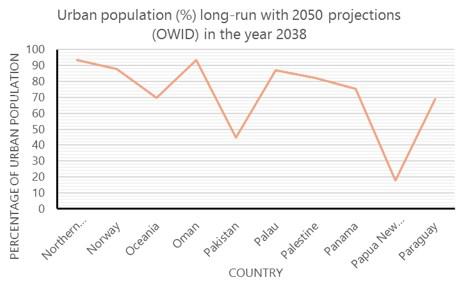 Urban population (%) long-run with 2050 projections
(OWID) in the year 2038
PERCENTAGE OF URBAN POPULATION
100
90
80
70
60
50
40
30
20
10
0
Northern...
Norway
Oceania
Oman
Pakistan
Palau
Palestine
Panama
Papua New...
Paraguay
COUNTRY